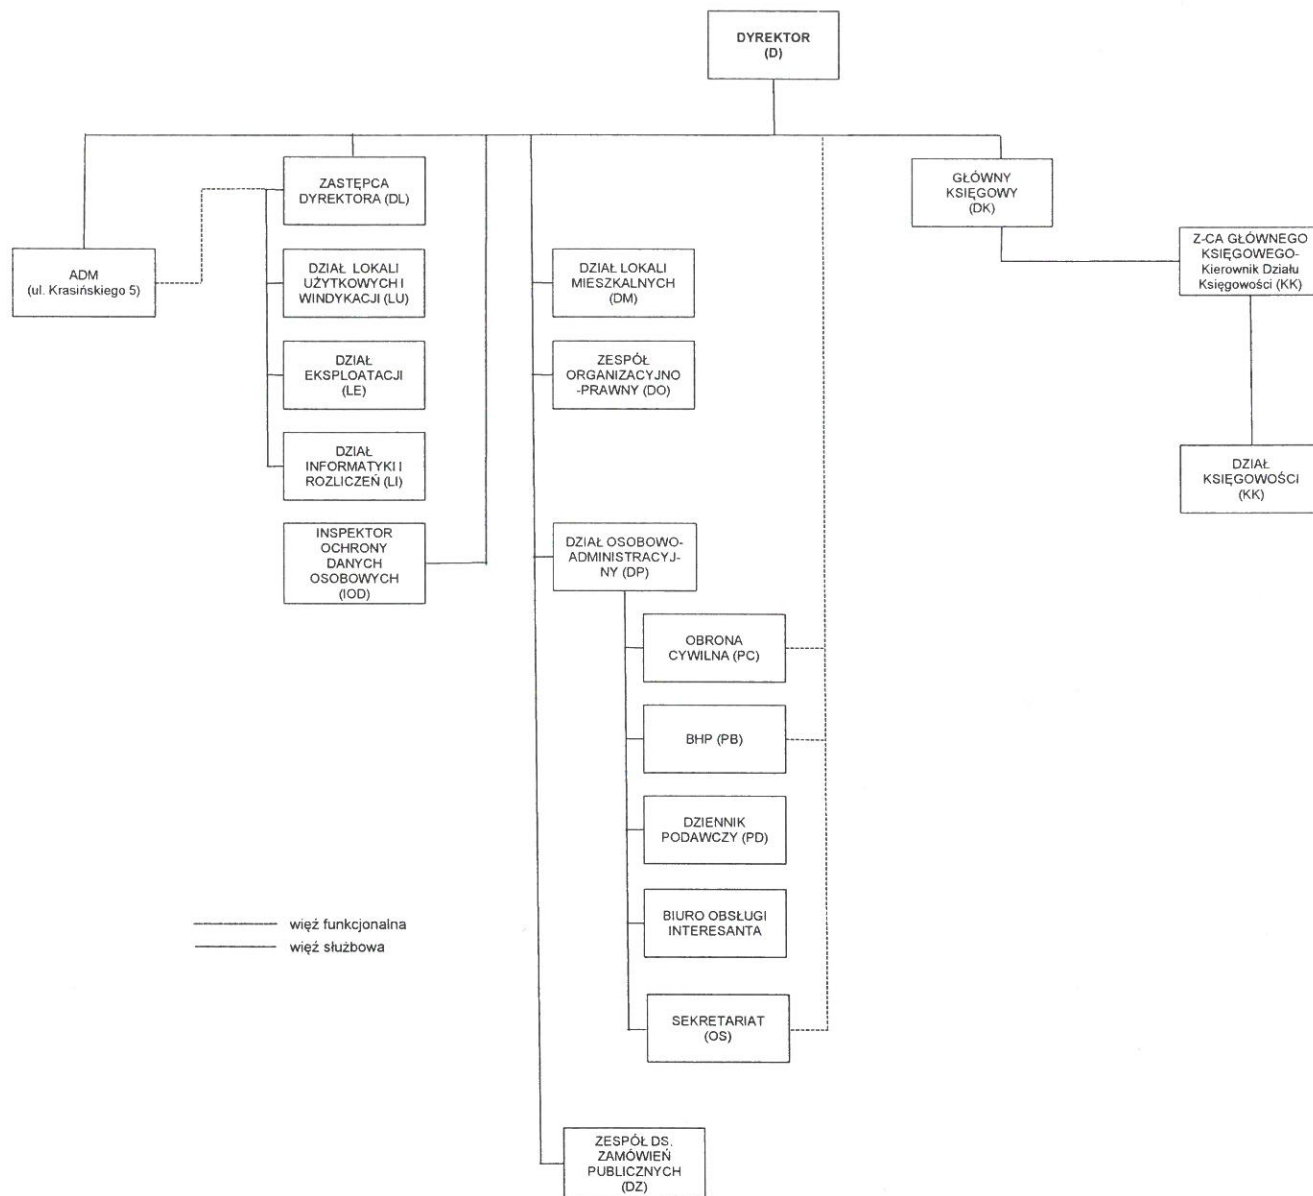 DYREKTOR
(D)
ZASTĘPCA
DYREKTORA (DL)
GŁÓWNY
KSIĘGOWY
(DK)
Z-CA GŁÓWNEGO
KSIĘGOWEGO-
Kierownik Działu
Księgowości (KK)
ADM
(ul. Krasińskiego 5)
DZIAŁ LOKALI
UŻYTKOWYCH I
WINDYKACJI (LU)
DZIAŁ LOKALI
MIESZKALNYCH
(DM)
DZIAŁ
EKSPLOATACJI
(LE)
ZESPÓŁ
ORGANIZACYJNO
-PRAWNY (DO)
DZIAŁ
INFORMATYKI I
ROZLICZEŃ (LI)
DZIAŁ
KSIĘGOWOŚCI
(KK)
INSPEKTOR
OCHRONY
DANYCH
OSOBOWYCH
(IOD)
DZIAŁ OSOBOWO-
ADMINISTRACYJ-
NY (DP)
OBRONA
CYWILNA (PC)
BHP (PB)
DZIENNIK
PODAWCZY (PD)
BIURO OBSŁUGI
INTERESANTA
SEKRETARIAT
(OS)
więź funkcjonalna
więź służbowa
ZESPÓŁ DS.
ZAMÓWIEŃ
PUBLICZNYCH
(DZ)